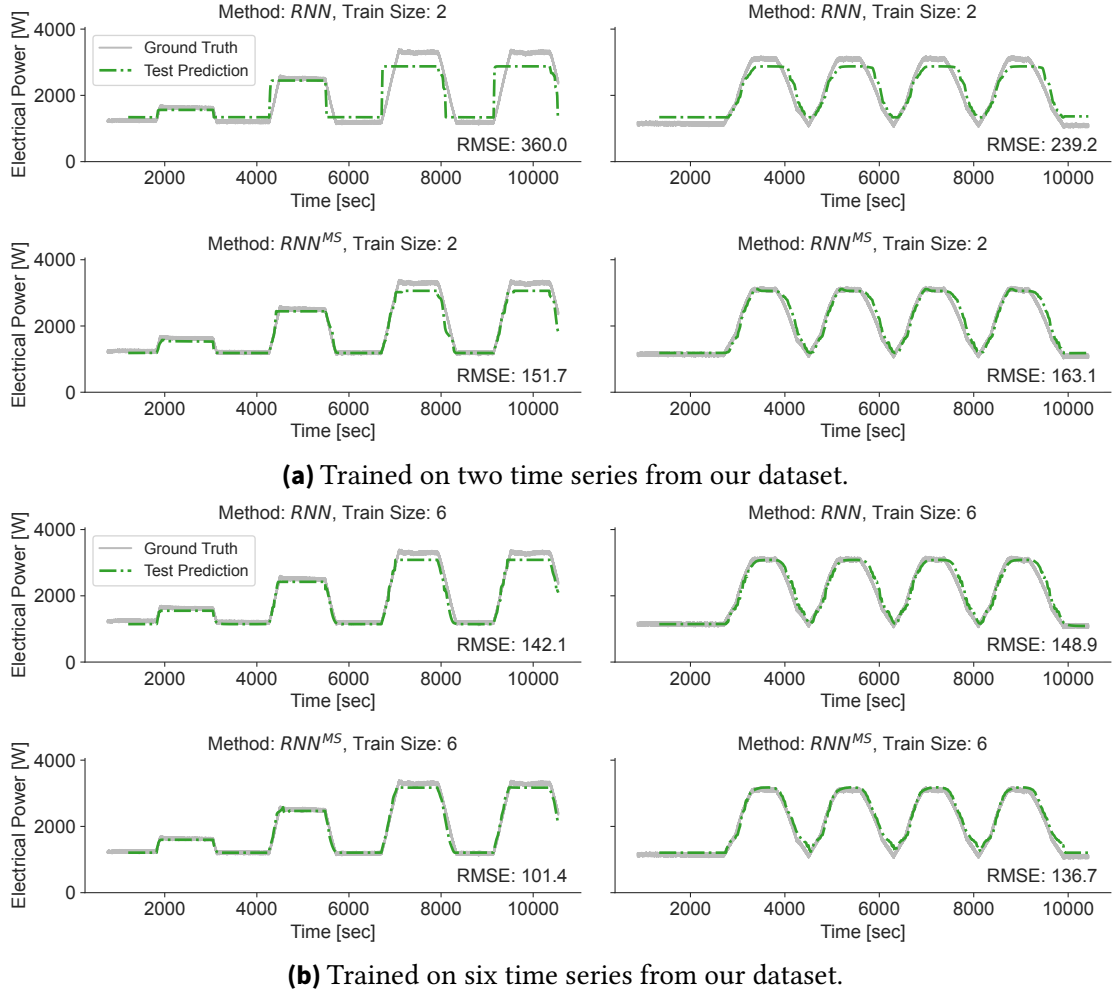 Method: RNN, Train Size: 2
Method: RNN, Train Size: 2
Electrical Power [W]
4000
2000
0
Ground Truth
Test Prediction
RMSE: 360.0
RMSE: 239.2
2000 4000 6000 8000 10000
2000 4000 6000 8000 10000
Time [sec]
Time [sec]
Method: RNN^MS, Train Size: 2
Method: RNN^MS, Train Size: 2
Electrical Power [W]
4000
2000
0
RMSE: 151.7
RMSE: 163.1
2000 4000 6000 8000 10000
2000 4000 6000 8000 10000
Time [sec]
Time [sec]
(a) Trained on two time series from our dataset.
Method: RNN, Train Size: 6
Method: RNN, Train Size: 6
Electrical Power [W]
4000
2000
0
Ground Truth
Test Prediction
RMSE: 142.1
RMSE: 148.9
2000 4000 6000 8000 10000
2000 4000 6000 8000 10000
Time [sec]
Time [sec]
Method: RNN^MS, Train Size: 6
Method: RNN^MS, Train Size: 6
Electrical Power [W]
4000
2000
0
RMSE: 101.4
RMSE: 136.7
2000 4000 6000 8000 10000
2000 4000 6000 8000 10000
Time [sec]
Time [sec]
(b) Trained on six time series from our dataset.